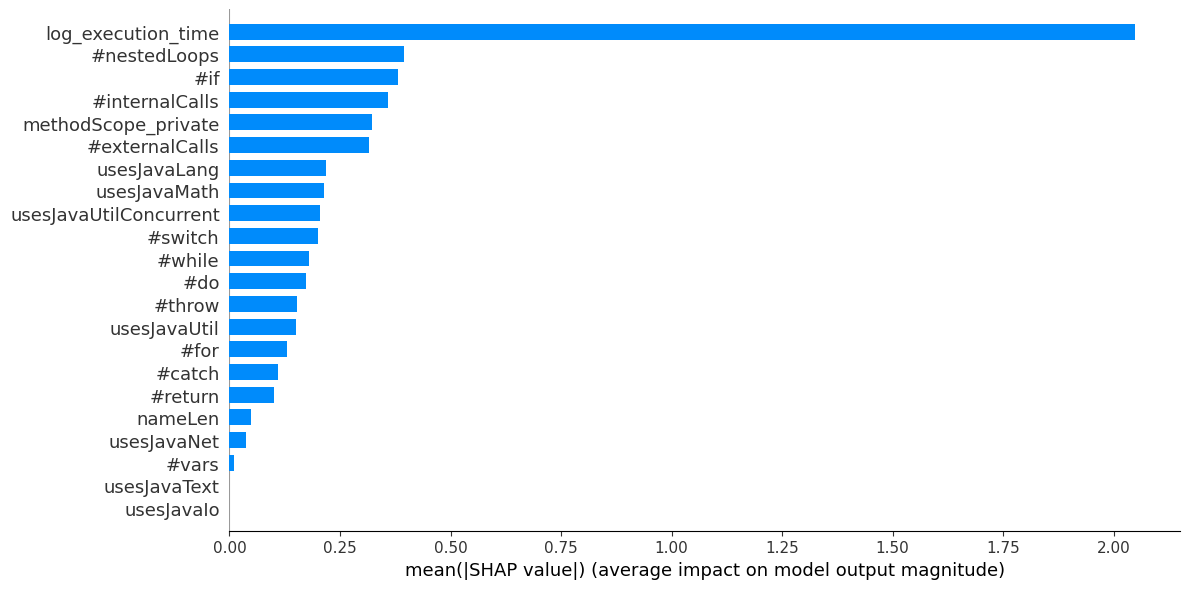 log_execution_time
#nestedLoops
#if
#internalCalls
methodScope_private
#externalCalls
usesJavaLang
usesJavaMath
usesJavaUtilConcurrent
#switch
#while
#do
#throw
usesJavaUtil
#for
#catch
#return
nameLen
usesJavaNet
#vars
usesJavaText
usesJavaIo
0.00 0.25 0.50 0.75 1.00 1.25 1.50 1.75 2.00
mean(|SHAP value|) (average impact on model output magnitude)